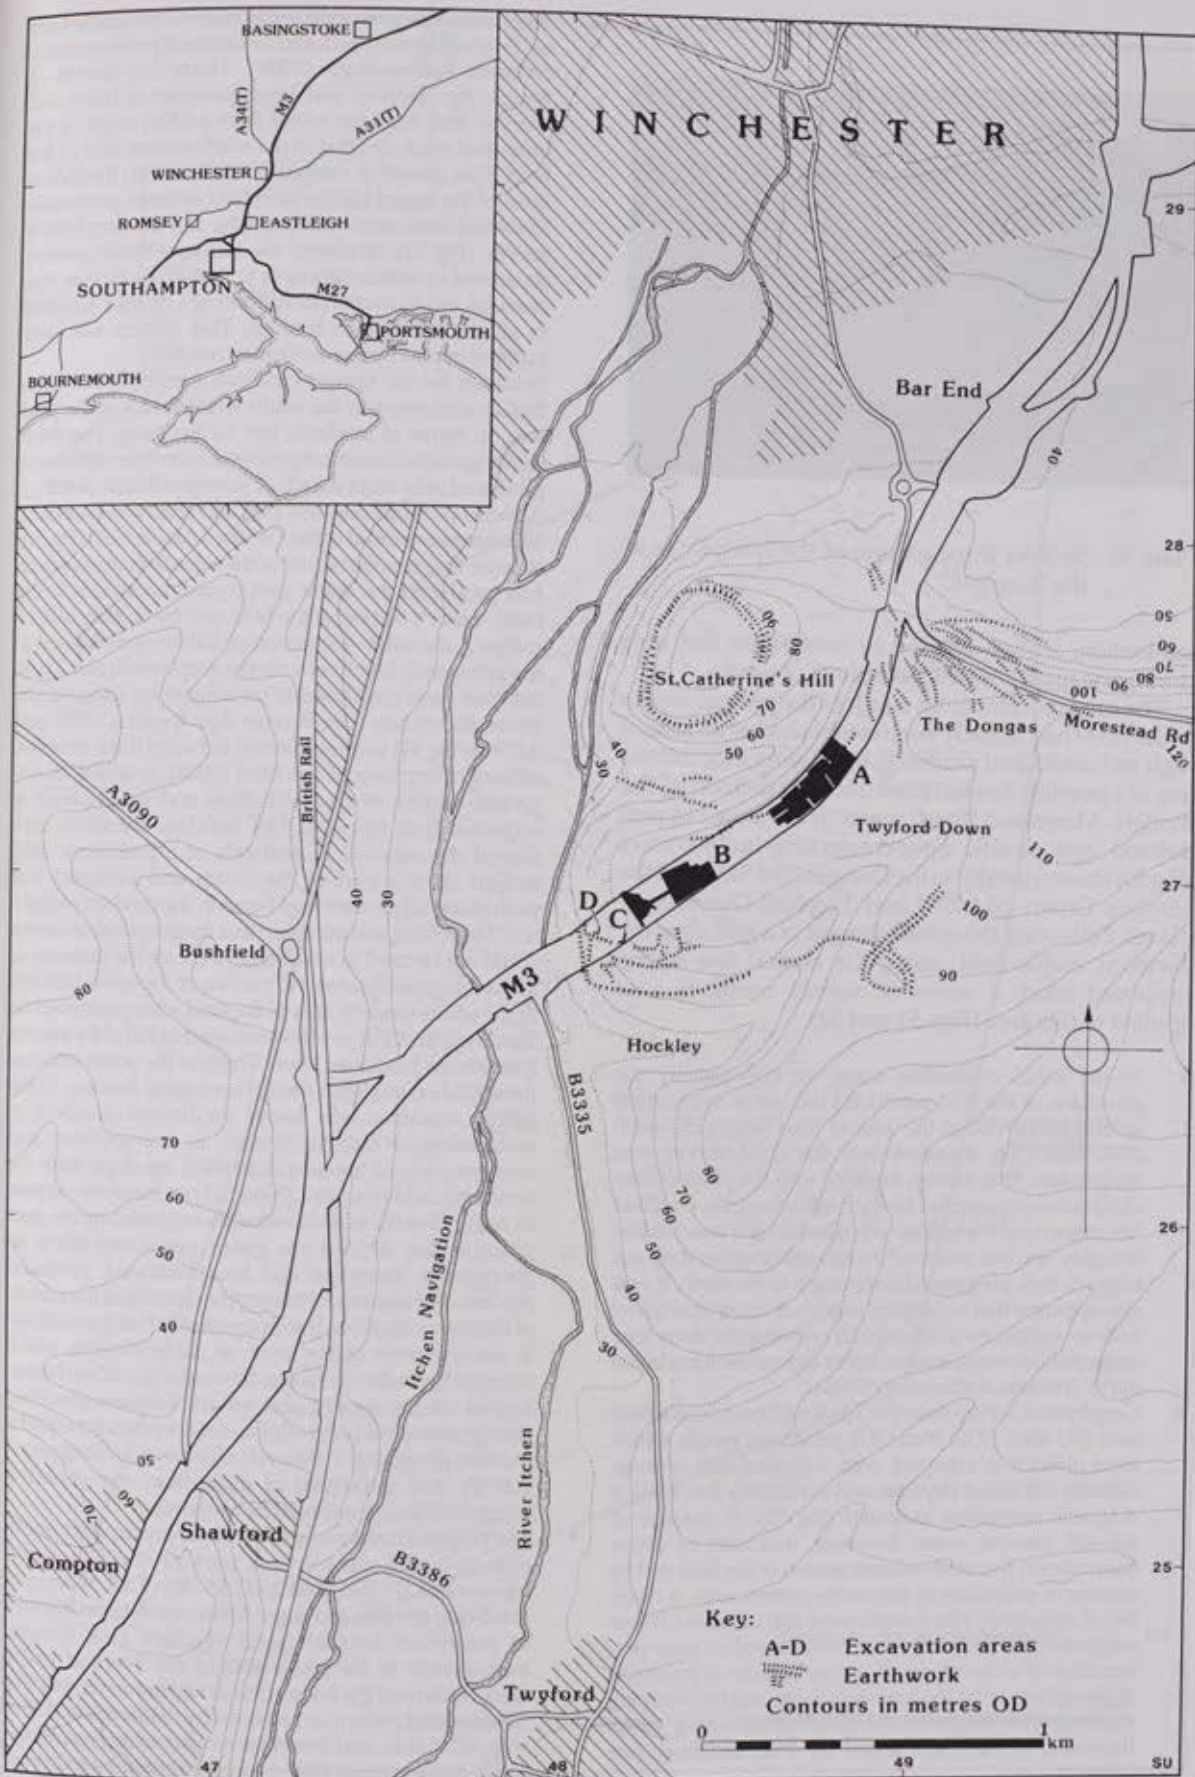 BASINGSTOKE
A34(T)
M3
A31(T)
WINCHESTER
ROMSEY
EASTLEIGH
SOUTHAMPTON
M27
PORTSMOUTH
BOURNEMOUTH
WINCHESTER
29
Bar End
40
28
50
60
70
80
90
100
90
80
St.Catherine's Hill
70
60
50
40
30
The Dongas
Morestead Rd
120
A
British Rail
A3090
Twyford Down
110
B
27
D
C
40
30
100
Bushfield
90
M3
80
Hockley
B3335
70
60
50
40
80
70
60
50
40
30
26
Itchen Navigation
River Itchen
50
60
70
Shawford
Compton
B3386
25
Twyford
Key:
A-D Excavation areas
Earthwork
Contours in metres OD
0 1
km
47
48
49
SU